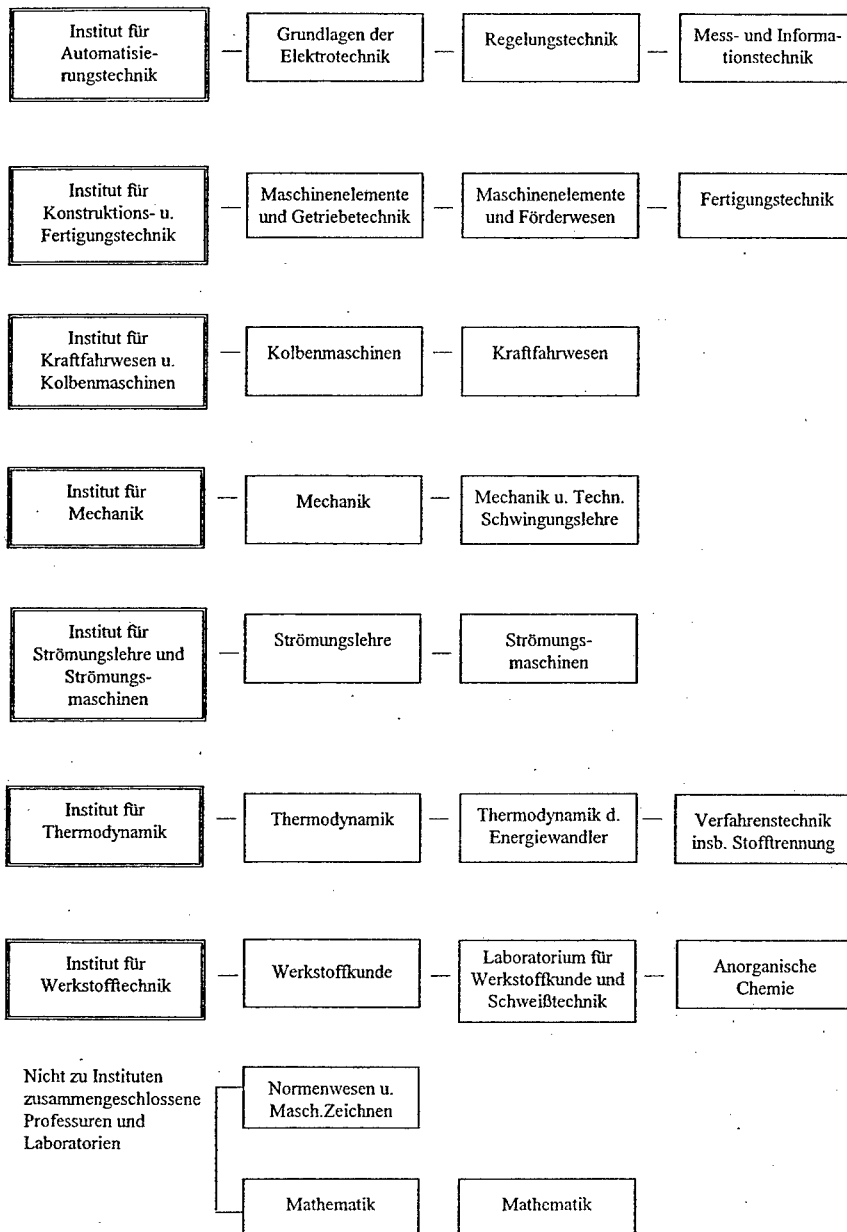 Institut für
Automatisie-
rungstechnik
Grundlagen der
Elektrotechnik
Regelungstechnik
Mess- und Informa-
tionstechnik
Institut für
Konstruktions- u.
Fertigungstechnik
Maschinenelemente
und Getriebetechnik
Maschinenelemente
und Förderwesen
Fertigungstechnik
Institut für
Kraftfahrwesen u.
Kolbenmaschinen
Kolbenmaschinen
Kraftfahrwesen
Institut für
Mechanik
Mechanik
Mechanik u. Techn.
Schwingungslehre
Institut für
Strömungslehre und
Strömungs-
maschinen
Strömungslehre
Strömungs-
maschinen
Institut für
Thermodynamik
Thermodynamik
Thermodynamik d.
Energiewandler
Verfahrenstechnik
insb. Stofftrennung
Institut für
Werkstofftechnik
Werkstoffkunde
Laboratorium für
Werkstoffkunde und
Schweißtechnik
Anorganische
Chemie
Nicht zu Instituten
zusammengeschlossene
Professuren und
Laboratorien
Normenwesen u.
Masch.Zeichnen
Mathematik
Mathematik